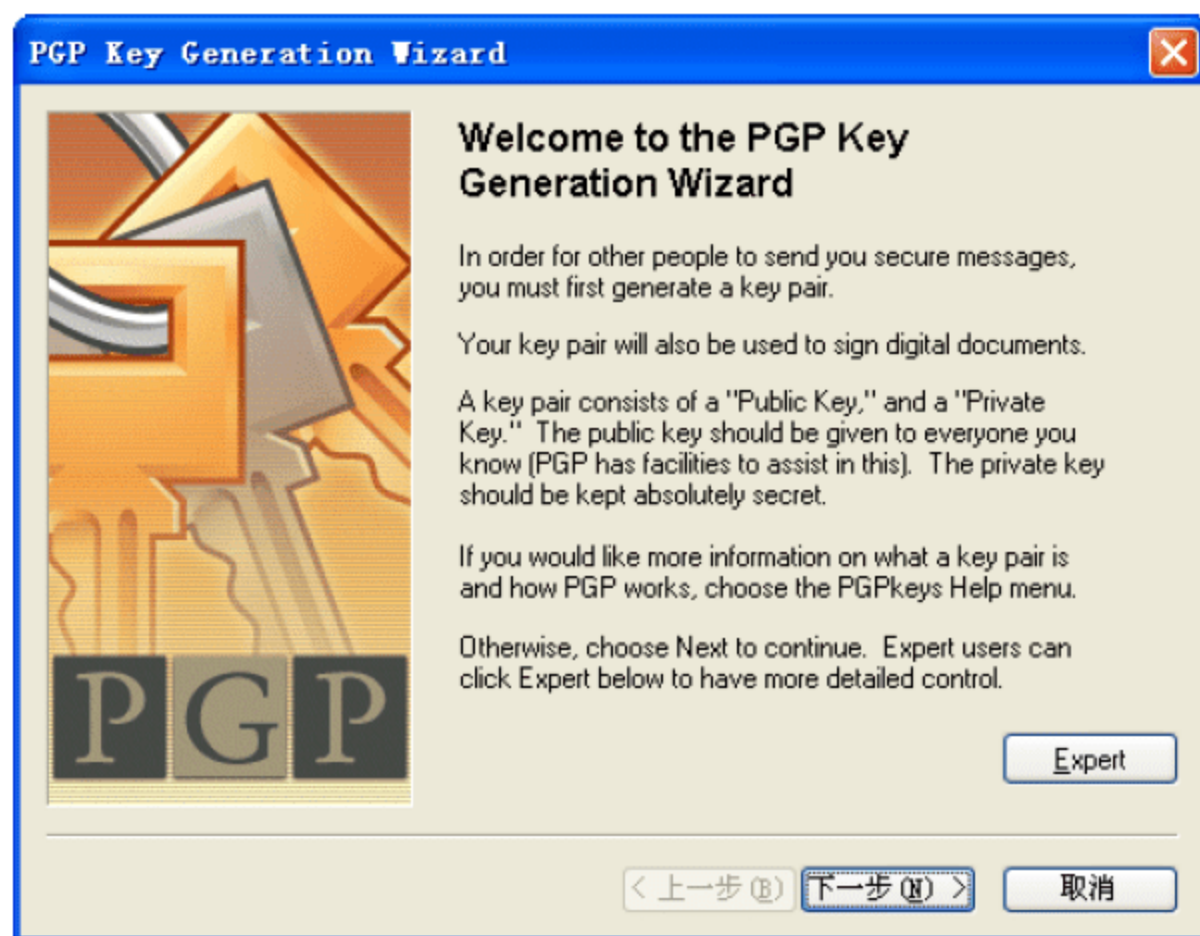 PGP Key Generation Wizard
Welcome to the PGP Key
Generation Wizard
In order for other people to send you secure messages,
you must first generate a key pair.
Your key pair will also be used to sign digital documents.
A key pair consists of a "Public Key," and a "Private
Key." The public key should be given to everyone you
know (PGP has facilities to assist in this). The private key
should be kept absolutely secret.
If you would like more information on what a key pair is
and how PGP works, choose the PGPkeys Help menu.
Otherwise, choose Next to continue. Expert users can
click Expert below to have more detailed control.
PGP
Expert
< 上一步(B) 下一步(N) > 取消